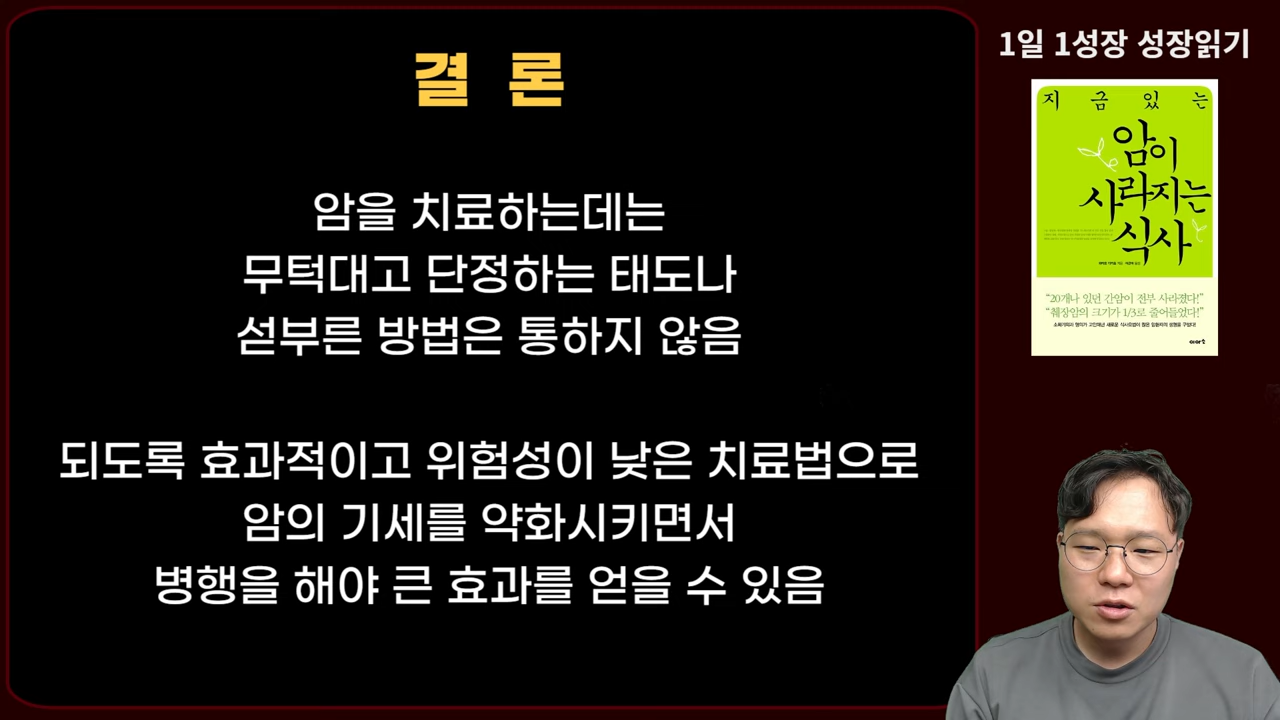 결 론
암을 치료하는데는
무턱대고 단정하는 태도나
섣부른 방법은 통하지 않음
되도록 효과적이고 위험성이 낮은 치료법으로
암의 기세를 약화시키면서
병행을 해야 큰 효과를 얻을 수 있음
1일 1성장 성장읽기
지금있는
암이
사라지는
식사
“20개나 있던 간암이 전부 사라졌다!”
“췌장암의 크기가 1/3로 줄어들었다!”